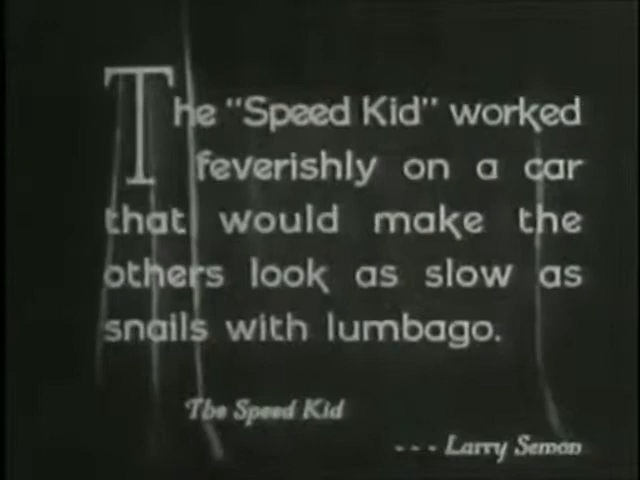 The "Speed Kid" worked
feverishly on a car
that would make the
others look as slow as
snails with lumbago.
The Speed Kid
--- Larry Semon